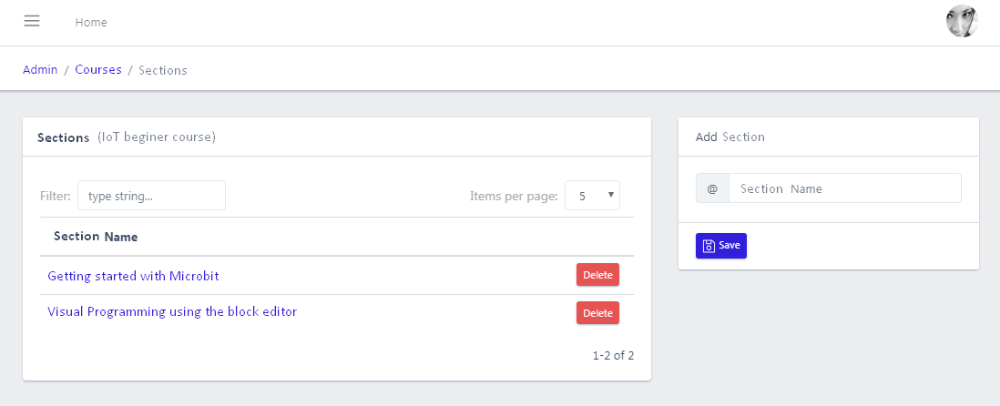 Home
Admin / Courses / Sections
Sections (IoT beginer course)
Filter: type string... Items per page: 5
Section Name
Getting started with Microbit Delete
Visual Programming using the block editor Delete
1-2 of 2
Add Section
@ Section Name
Save